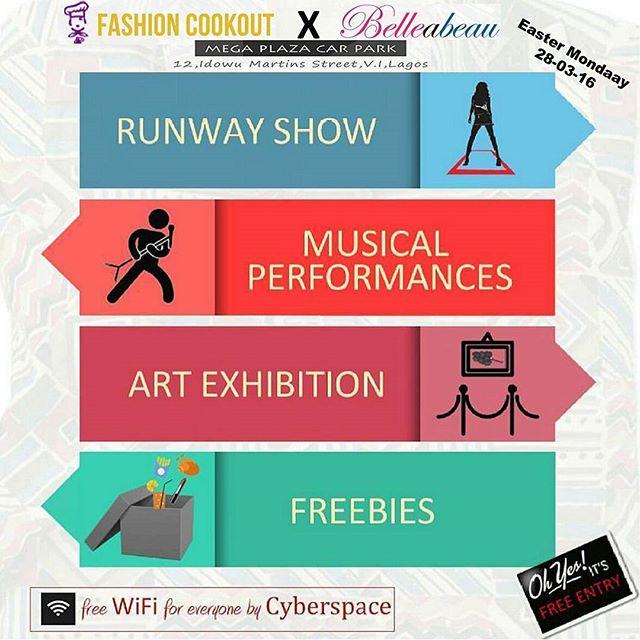 FASHION COOKOUT X Belleabeau
MEGA PLAZA CAR PARK
12,Idowu Martins Street,V.I,Lagos
Easter Mondaay
28-03-16
RUNWAY SHOW
MUSICAL
PERFORMANCES
ART EXHIBITION
FREEBIES
Oh Yes! IT'S
FREE ENTRY
free WiFi for everyone by Cyberspace